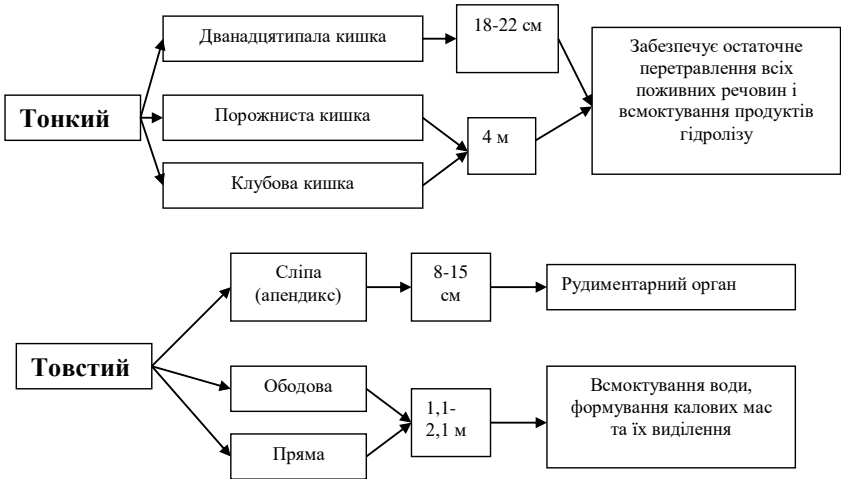 Дванадцятипала кишка
18-22 см
Забезпечує остаточне
перетравлення всіх
поживних речовин і
всмоктування продуктів
гідролізу
Тонкий
Порожниста кишка
4 м
Клубова кишка
Сліпа
(апендикс)
8-15
см
Рудиментарний орган
Товстий
Ободова
1,1-
2,1 м
Всмоктування води,
формування калових мас
та їх виділення
Пряма